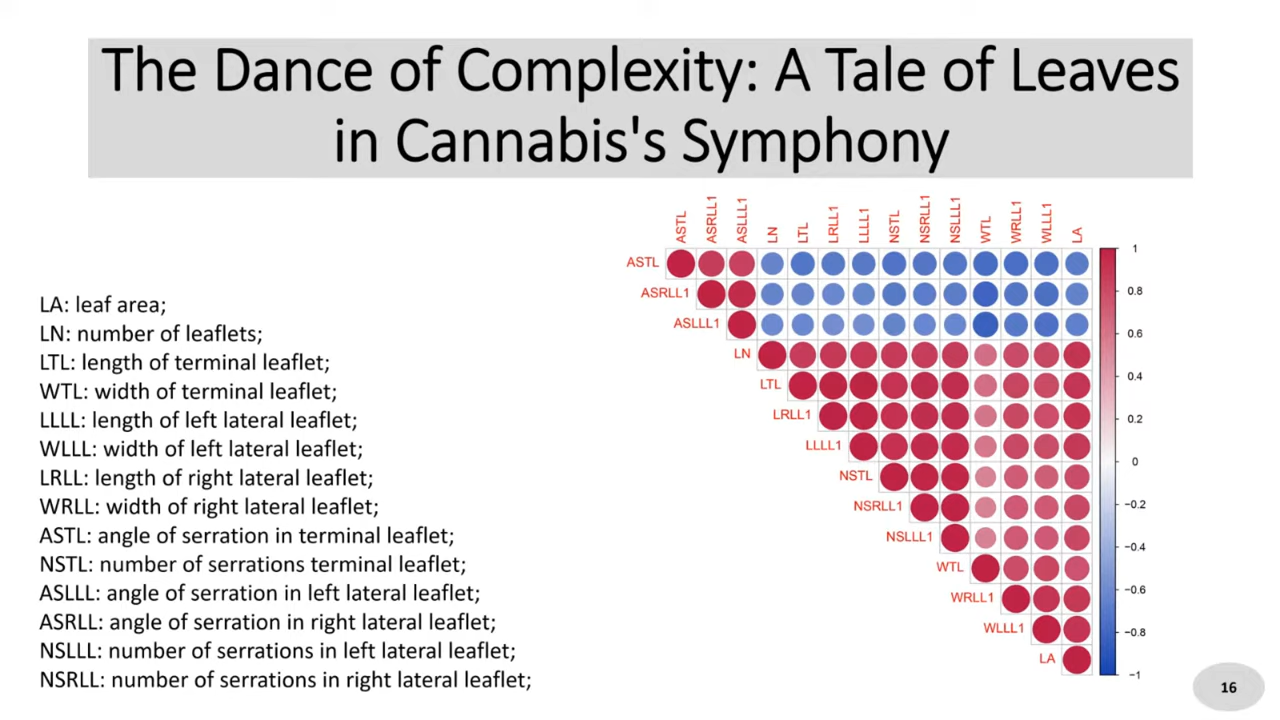 The Dance of Complexity: A Tale of Leaves
in Cannabis's Symphony
LA: leaf area;
LN: number of leaflets;
LTL: length of terminal leaflet;
WTL: width of terminal leaflet;
LLLL: length of left lateral leaflet;
WLLL: width of left lateral leaflet;
LRLL: length of right lateral leaflet;
WRLL: width of right lateral leaflet;
ASTL: angle of serration in terminal leaflet;
NSTL: number of serrations terminal leaflet;
ASLLL: angle of serration in left lateral leaflet;
ASRLL: angle of serration in right lateral leaflet;
NSLLL: number of serrations in left lateral leaflet;
NSRLL: number of serrations in right lateral leaflet;
ASTL ASRLL1 ASLLL1 LN LTL LRLL1 LLLL1 NSTL NSRLL1 NSLLL1 WTL WRLL1 WLLL1 LA
ASTL
ASRLL1
ASLLL1
LN
LTL
LRLL1
LLLL1
NSTL
NSRLL1
NSLLL1
WTL
WRLL1
WLLL1
LA
1
0.8
0.6
0.4
0.2
0
−0.2
−0.4
−0.6
−0.8
−1
16